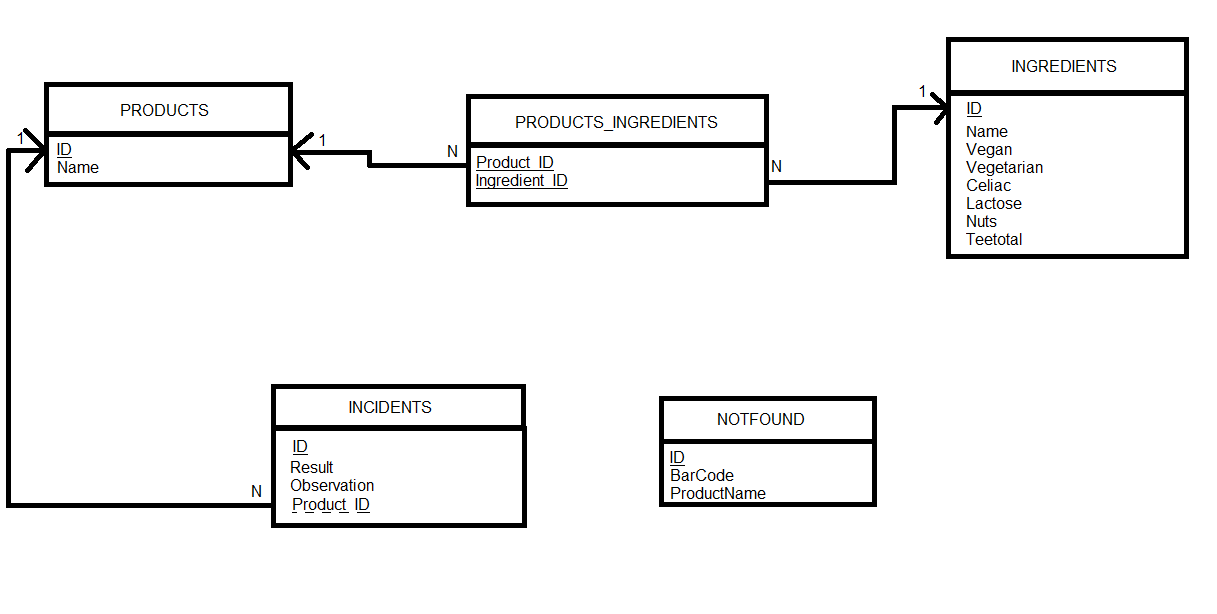 PRODUCTS
1
ID
Name
1
PRODUCTS_INGREDIENTS
N
Product_ID
Ingredient_ID
N
INGREDIENTS
1
ID
Name
Vegan
Vegetarian
Celiac
Lactose
Nuts
Teetotal
INCIDENTS
ID
Result
Observation
Product_ID
N
NOTFOUND
ID
BarCode
ProductName